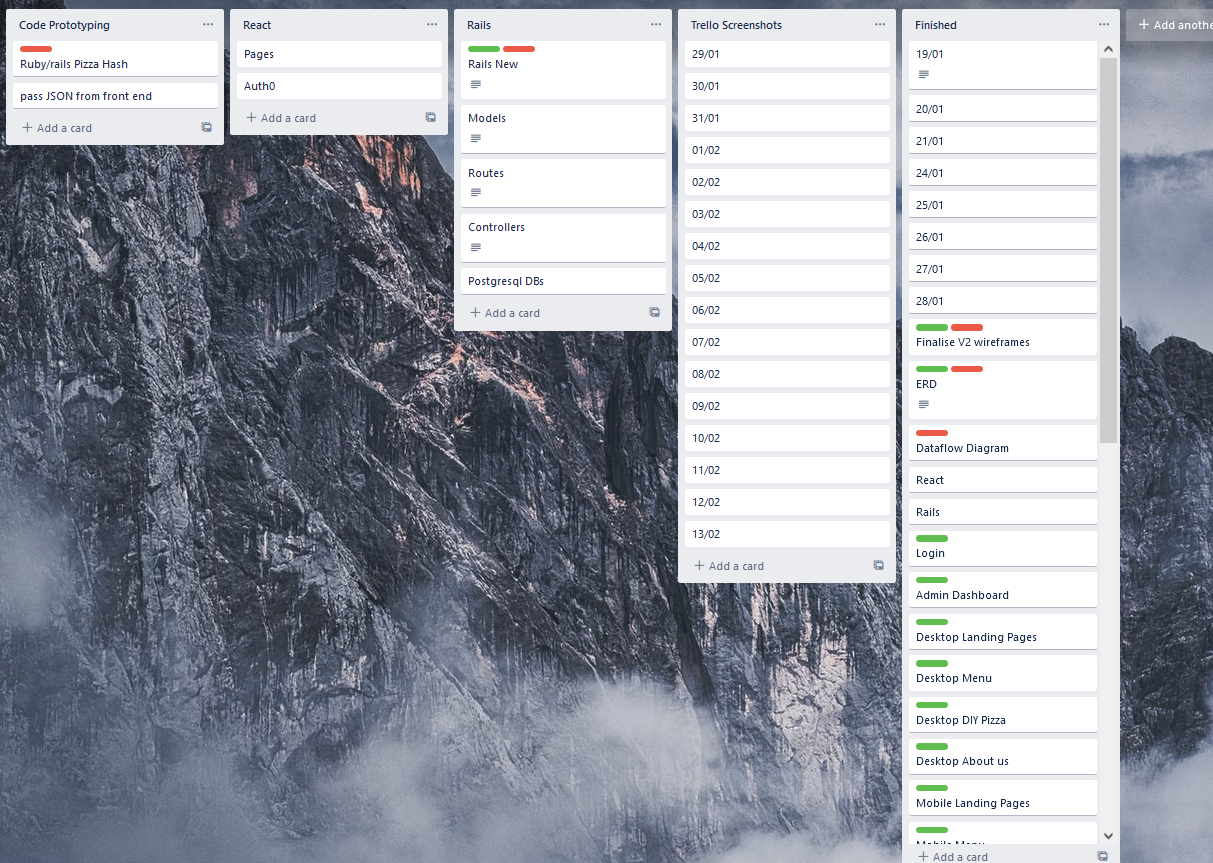 Code Prototyping
Ruby/rails Pizza Hash
pass JSON from front end
Add a card
React
Pages
Auth0
Add a card
Rails
Rails New
Models
Routes
Controllers
Postgresql DBs
Add a card
Trello Screenshots
29/01
30/01
31/01
01/02
02/02
03/02
04/02
05/02
06/02
07/02
08/02
09/02
10/02
11/02
12/02
13/02
Add a card
Finished
19/01
20/01
21/01
24/01
25/01
26/01
27/01
28/01
Finalise V2 wireframes
ERD
Dataflow Diagram
React
Rails
Login
Admin Dashboard
Desktop Landing Pages
Desktop Menu
Desktop DIY Pizza
Desktop About us
Mobile Landing Pages
Mobile Menu
Add a card
Add anothe